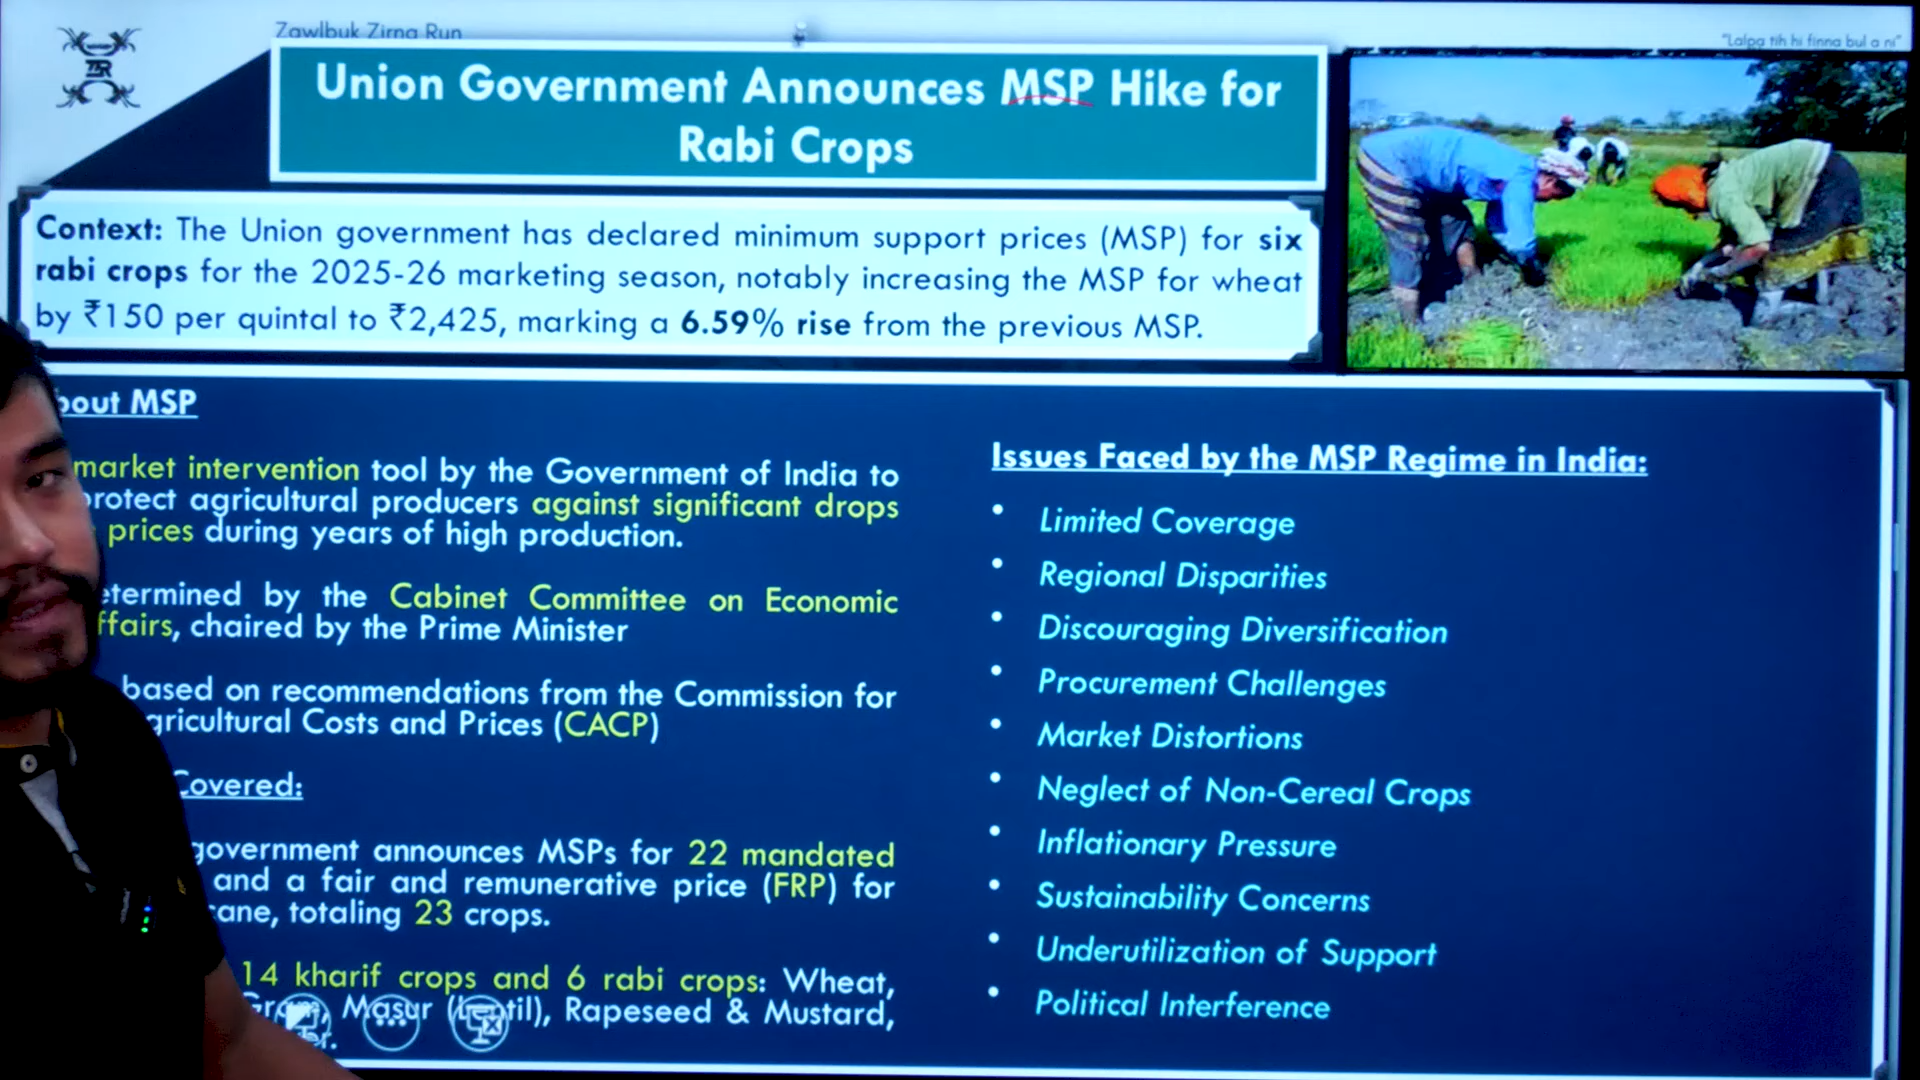 Zawlbuk Zirna Run
"Lalpa tih hi finna bul a ni"
ZR
Union Government Announces MSP Hike for
Rabi Crops
Context: The Union government has declared minimum support prices (MSP) for six
rabi crops for the 2025-26 marketing season, notably increasing the MSP for wheat
by ₹150 per quintal to ₹2,425, marking a 6.59% rise from the previous MSP.
bout MSP
market intervention tool by the Government of India to
protect agricultural producers against significant drops
prices during years of high production.
etermined by the Cabinet Committee on Economic
ffairs, chaired by the Prime Minister
based on recommendations from the Commission for
gricultural Costs and Prices (CACP)
Covered:
government announces MSPs for 22 mandated
and a fair and remunerative price (FRP) for
cane, totaling 23 crops.
14 kharif crops and 6 rabi crops: Wheat,
Gram, Masur (Lentil), Rapeseed & Mustard,
Issues Faced by the MSP Regime in India:
• Limited Coverage
• Regional Disparities
• Discouraging Diversification
• Procurement Challenges
• Market Distortions
• Neglect of Non-Cereal Crops
• Inflationary Pressure
• Sustainability Concerns
• Underutilization of Support
• Political Interference